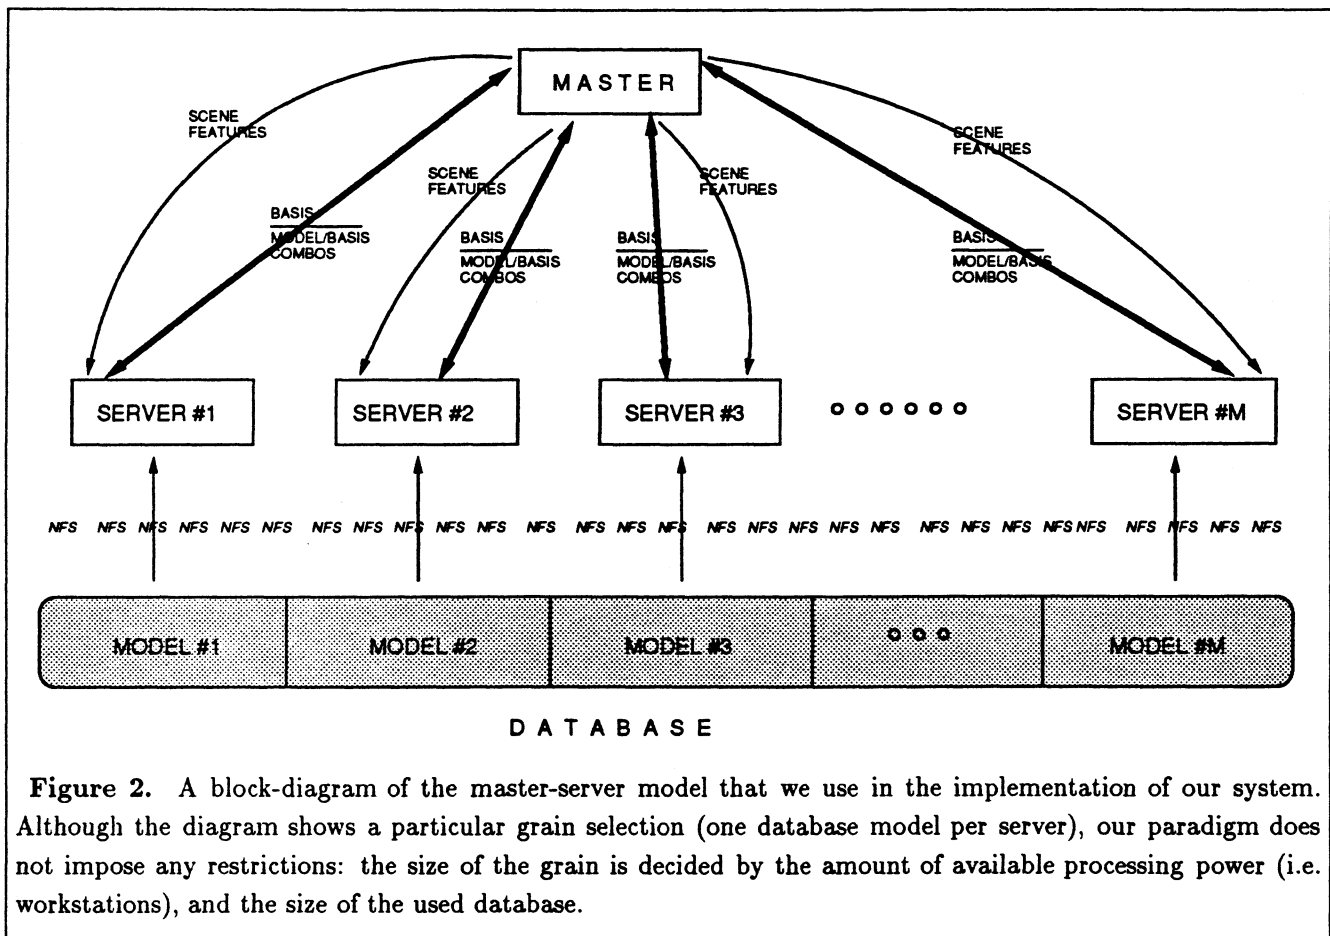 MASTER
SCENE
FEATURES
SCENE
FEATURES
SCENE
FEATURES
SCENE
FEATURES
BASIS
MODEL/BASIS
COMBOS
BASIS
MODEL/BASIS
COMBOS
BASIS
MODEL/BASIS
COMBOS
BASIS
MODEL/BASIS
COMBOS
SERVER #1 SERVER #2 SERVER #3 SERVER #M
NFS NFS NFS NFS NFS NFS NFS NFS NFS NFS NFS NFS NFS NFS NFS NFS NFS NFS NFS NFS NFS NFS NFS NFS NFS NFS NFS NFS NFS
MODEL #1 MODEL #2 MODEL #3 MODEL #M
DATABASE
Figure 2. A block-diagram of the master-server model that we use in the implementation of our system.
Although the diagram shows a particular grain selection (one database model per server), our paradigm does
not impose any restrictions: the size of the grain is decided by the amount of available processing power (i.e.
workstations), and the size of the used database.